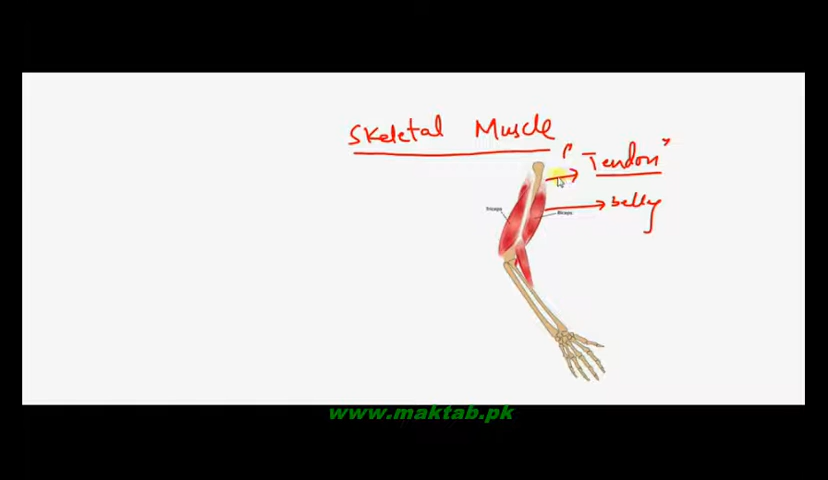 Skeletal Muscle
"Tendon"
belly
Triceps
Biceps
www.maktab.pk